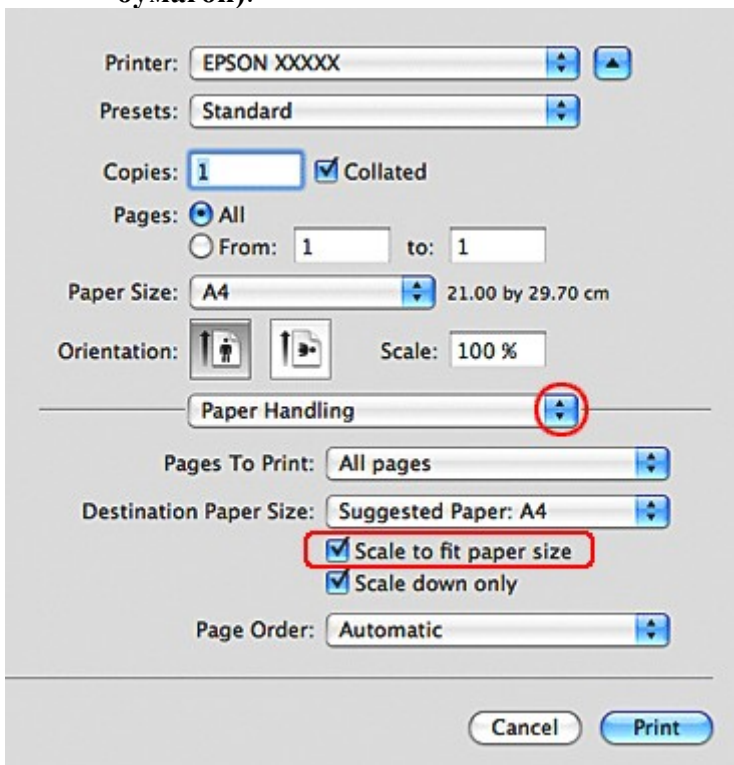 бумагой).
Printer: EPSON XXXXX
Presets: Standard
Copies: 1 Collated
Pages: All
From: 1 to: 1
Paper Size: A4 21.00 by 29.70 cm
Orientation: Scale: 100 %
Paper Handling
Pages To Print: All pages
Destination Paper Size: Suggested Paper: A4
Scale to fit paper size
Scale down only
Page Order: Automatic
Cancel Print